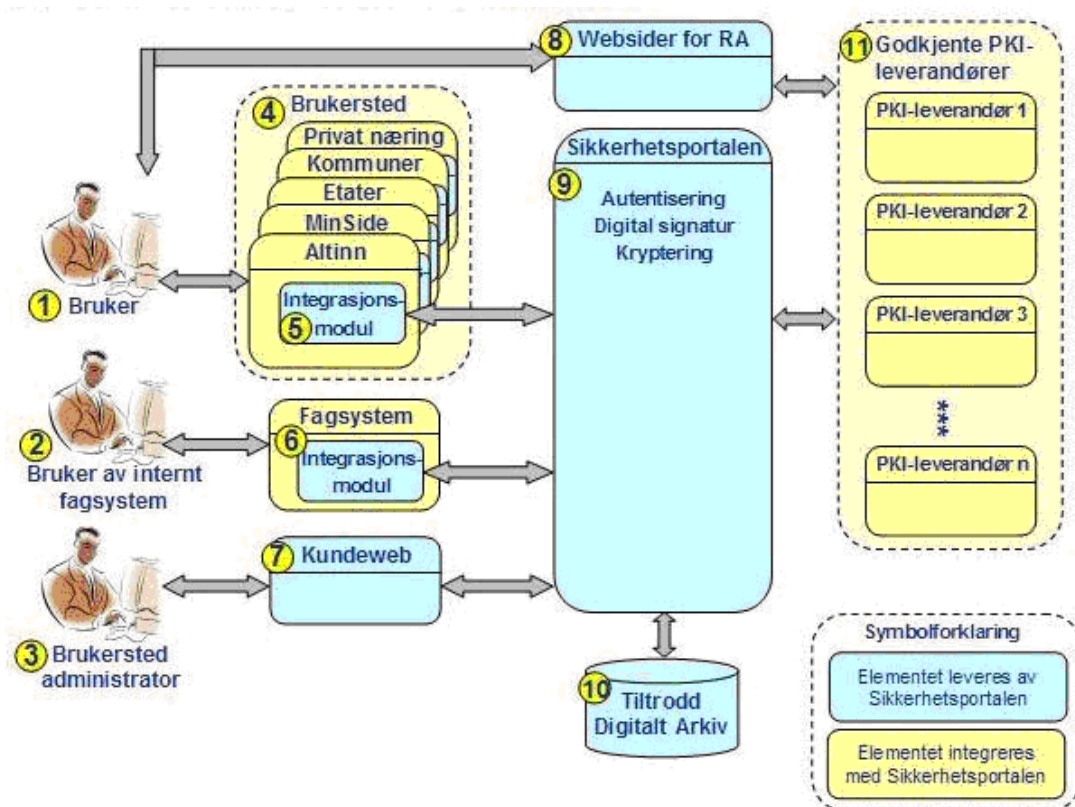 8 Websider for RA
11 Godkjente PKI-
leverandører
PKI-leverandør 1
PKI-leverandør 2
PKI-leverandør 3
***
PKI-leverandør n
4 Brukersted
Privat næring
Kommuner
Etater
MinSide
Altinn
Integrasjons-
5 modul
Sikkerhetsportalen
9
Autentisering
Digital signatur
Kryptering
1 Bruker
2
Bruker av internt
fagsystem
Fagsystem
6
Integrasjons-
modul
7 Kundeweb
3 Brukersted
administrator
10
Tiltrodd
Digitalt Arkiv
Symbolforklaring
Elementet leveres av
Sikkerhetsportalen
Elementet integreres
med Sikkerhetsportalen